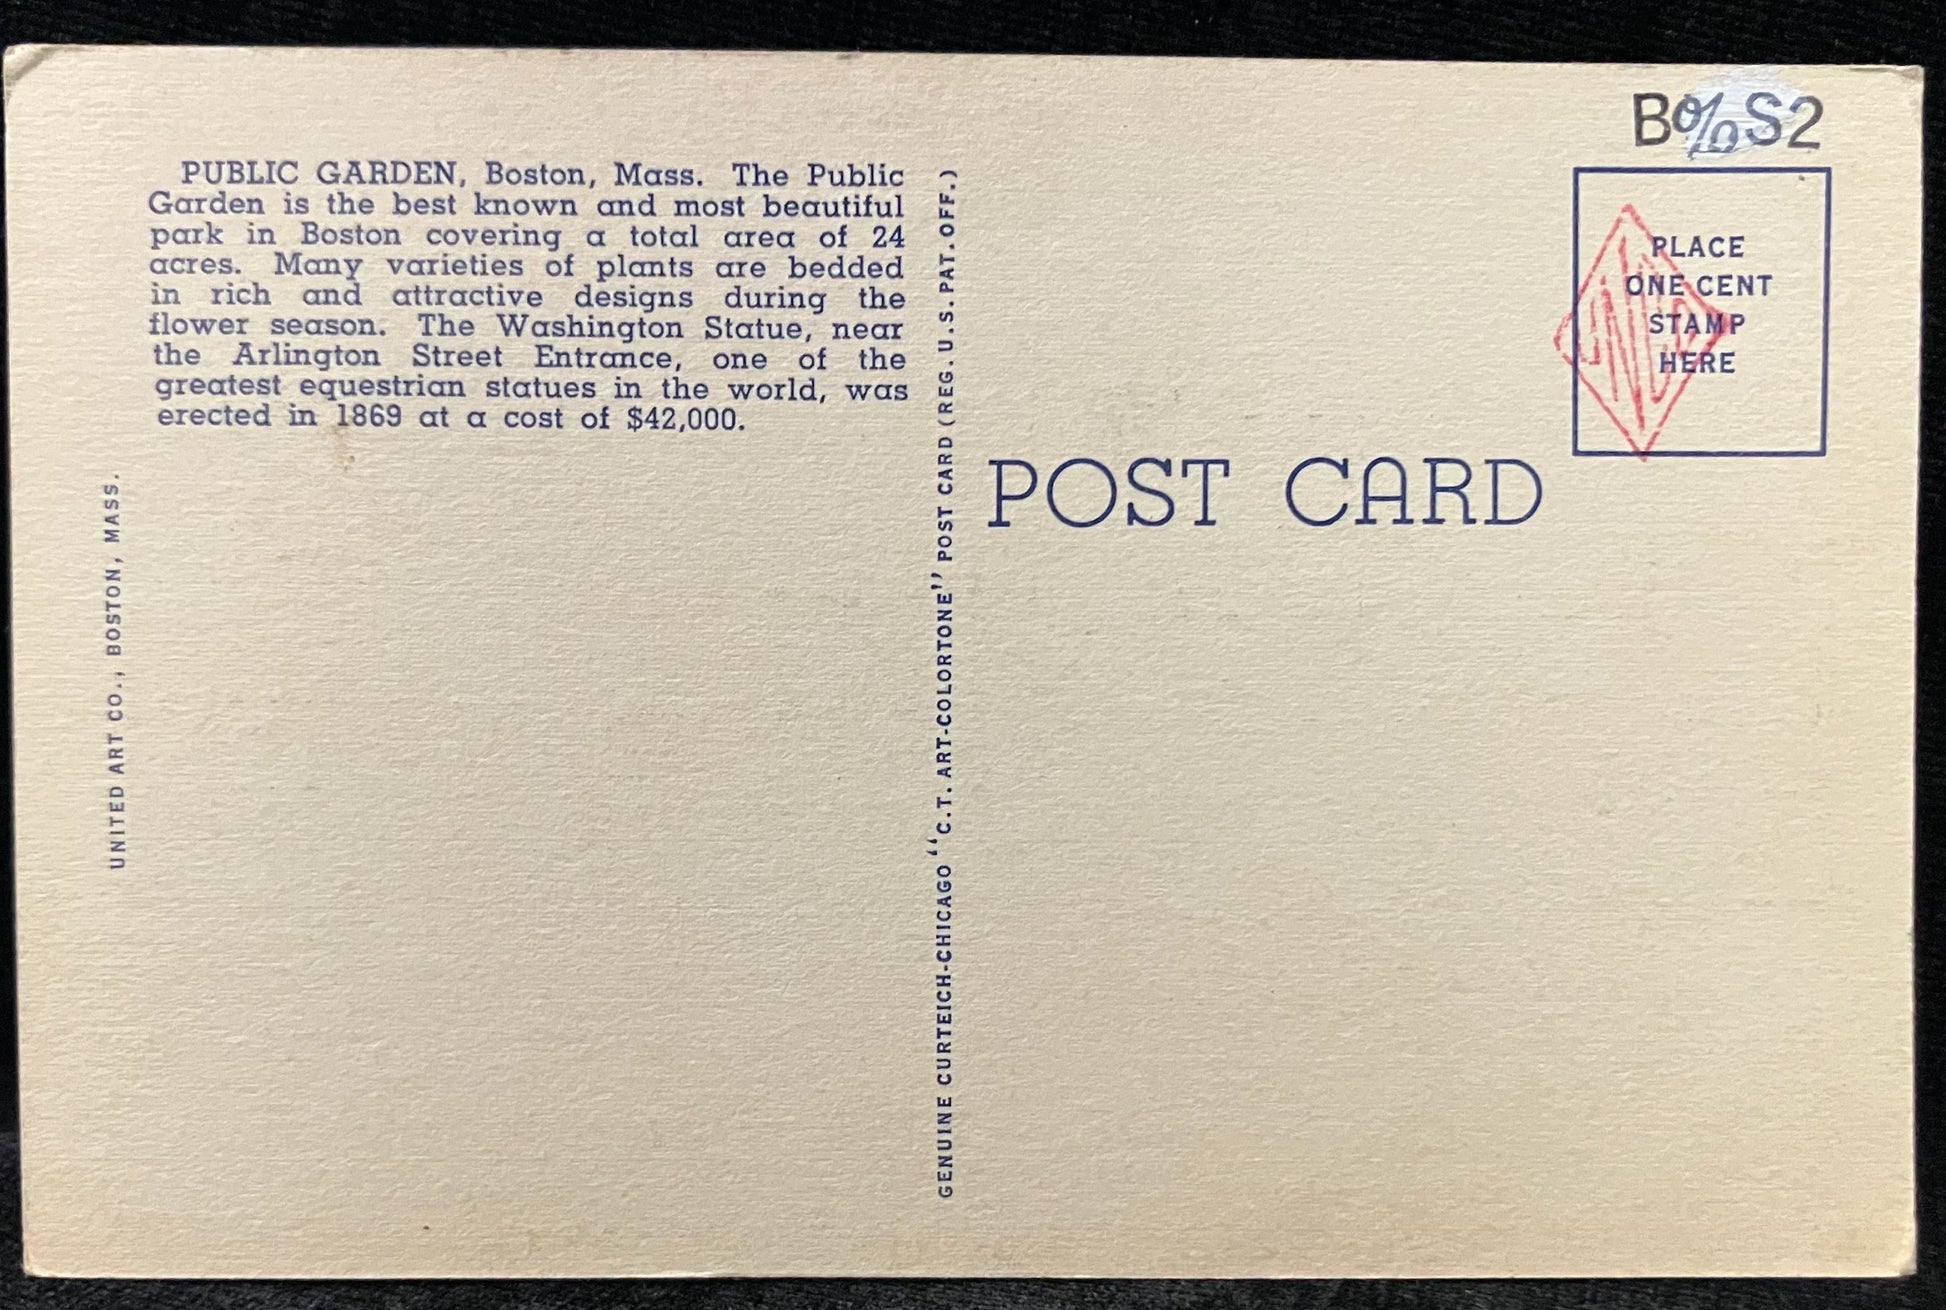 PUBLIC GARDEN, Boston, Mass. The Public
Garden is the best known and most beautiful
park in Boston covering a total area of 24
acres. Many varieties of plants are bedded
in rich and attractive designs during the
flower season. The Washington Statue, near
the Arlington Street Entrance, one of the
greatest equestrian statues in the world, was
erected in 1869 at a cost of $42,000.
UNITED ART CO., BOSTON, MASS.
GENUINE CURTEICH-CHICAGO "C.T. ART-COLORTONE" POST CARD (REG. U.S. PAT. OFF.)
POST CARD
PLACE
ONE CENT
STAMP
HERE